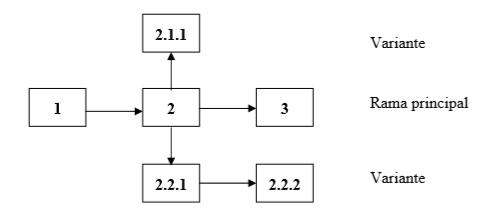 2.1.1 Variante
1 2 3 Rama principal
2.2.1 2.2.2 Variante